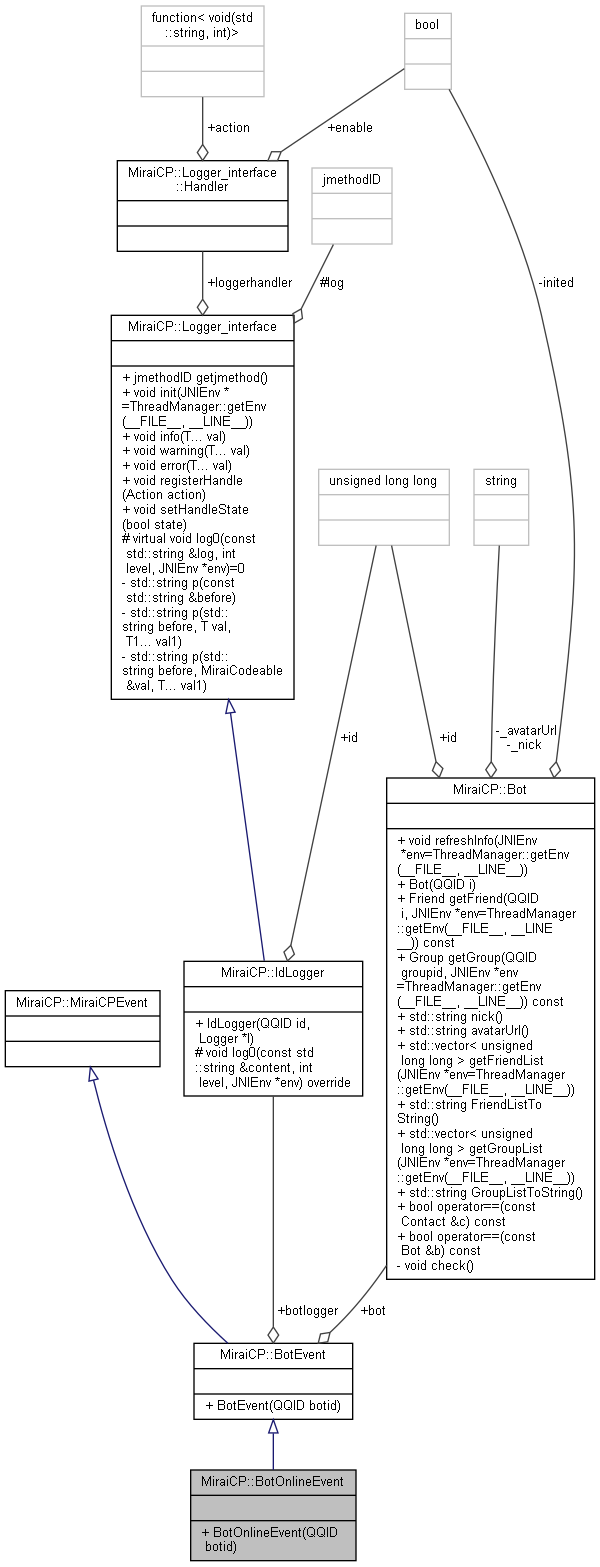 function< void(std
::string, int)>
bool
+action
+enable
MiraiCP::Logger_interface
::Handler
jmethodID
+loggerhandler
#log
-inited
MiraiCP::Logger_interface
+ jmethodID getjmethod()
+ void init(JNIEnv *
=ThreadManager::getEnv
(__FILE__, __LINE__))
+ void info(T... val)
+ void warning(T... val)
+ void error(T... val)
+ void registerHandle
(Action action)
+ void setHandleState
(bool state)
# virtual void log0(const
std::string &log, int
level, JNIEnv *env)=0
- std::string p(const
std::string &before)
- std::string p(std::
string before, T val,
T1... val1)
- std::string p(std::
string before, MiraiCodeable
&val, T... val1)
unsigned long long
string
+id
+id
-_avatarUrl
-_nick
MiraiCP::Bot
+ void refreshInfo(JNIEnv
*env=ThreadManager::getEnv
(__FILE__, __LINE__))
+ Bot(QQID i)
+ Friend getFriend(QQID
i, JNIEnv *env=ThreadManager
::getEnv(__FILE__, __LINE
__)) const
+ Group getGroup(QQID
groupid, JNIEnv *env
=ThreadManager::getEnv
(__FILE__, __LINE__)) const
+ std::string nick()
+ std::string avatarUrl()
+ std::vector< unsigned
long long > getFriendList
(JNIEnv *env=ThreadManager
::getEnv(__FILE__, __LINE__))
+ std::string FriendListTo
String()
+ std::vector< unsigned
long long > getGroupList
(JNIEnv *env=ThreadManager
::getEnv(__FILE__, __LINE__))
+ std::string GroupListToString()
+ bool operator==(const
Contact &c) const
+ bool operator==(const
Bot &b) const
- void check()
MiraiCP::IdLogger
+ IdLogger(QQID id,
Logger *l)
# void log0(const std
::string &content, int
level, JNIEnv *env) override
MiraiCP::MiraiCPEvent
+botlogger
+bot
MiraiCP::BotEvent
+ BotEvent(QQID botid)
MiraiCP::BotOnlineEvent
+ BotOnlineEvent(QQID
botid)